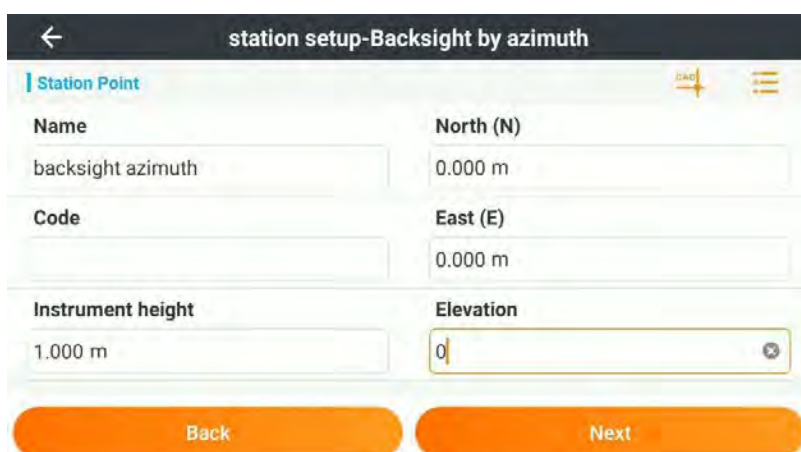 station setup-Backsight by azimuth
Station Point
CAD
Name
North (N)
backsight azimuth
0.000 m
Code
East (E)
0.000 m
Instrument height
Elevation
1.000 m
0
Back
Next